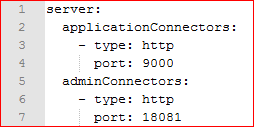 1 server:
2   applicationConnectors:
3     - type: http
4       port: 9000
5   adminConnectors:
6     - type: http
7       port: 18081